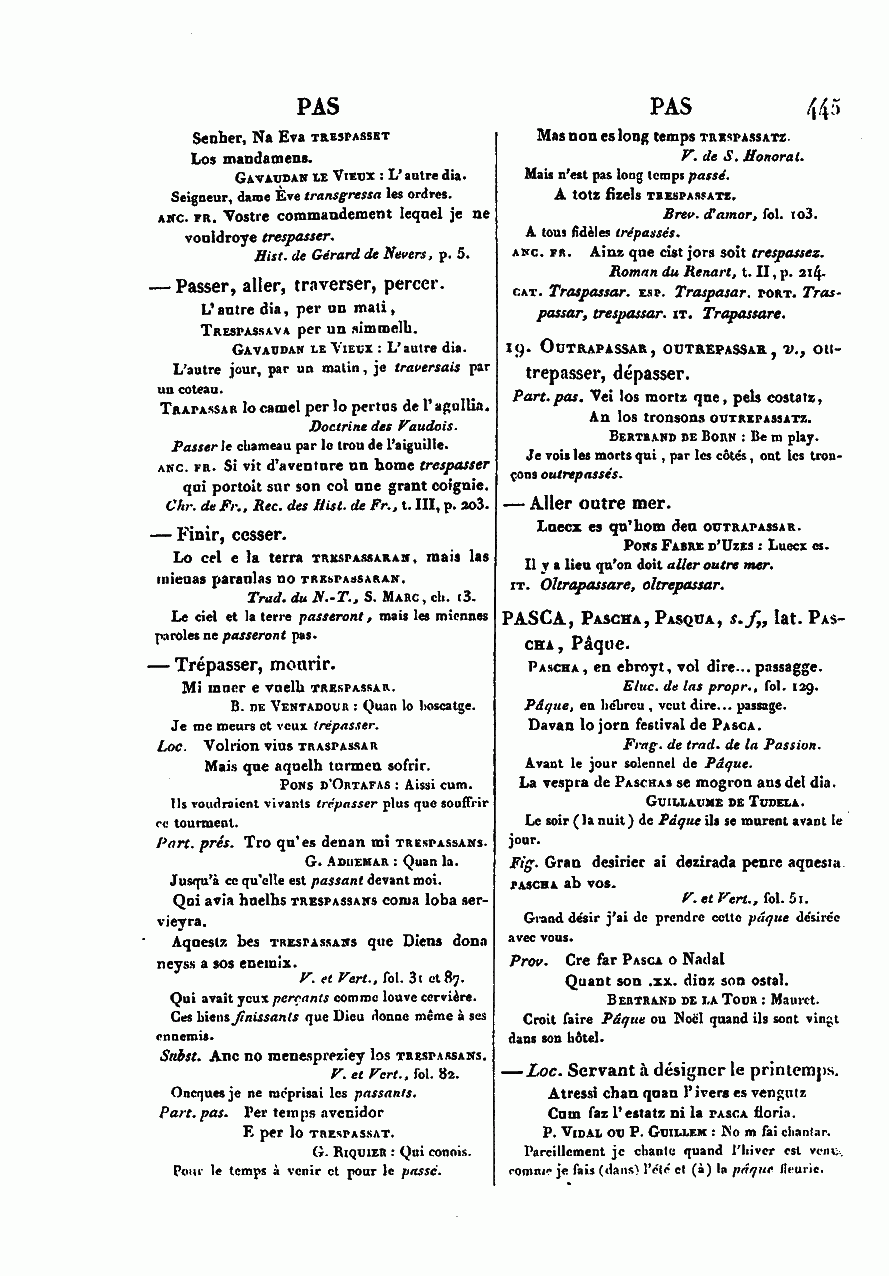 PAS
Senher, Na Eva TRESPASSET
Los mandamens.
GAVAUDAN LE VIEUX : L'autre dia.
Seigneur, dame Ève transgressa les ordres.
ANC. FR. Vostre commandement lequel je ne
vouldroye trespasser.
Hist. de Gérard de Nevers, p. 5.
— Passer, aller, traverser, percer.
L'autre dia, per un mati,
TRESPASSAVA per un simmelh.
GAVAUDAN LE VIEUX : L'autre dia.
L'autre jour, par un matin, je traversais par
un coteau.
TRAPASSAR lo camel per lo pertus de l'agullia.
Doctrine des Vaudois.
Passer le chameau par le trou de l'aiguille.
ANC. FR. Si vit d'aventure un home trespasser
qui portoit sur son col une grant coignie.
Chr. de Fr., Rec. des Hist. de Fr., t. III, p. 203.
— Finir, cesser.
Lo cel e la terra TRESPASSARAN, mais las
mienas paraulas no TRESPASSARAN.
Trad. du N.-T., S. MARC, ch. 13.
Le ciel et la terre passeront, mais les miennes
paroles ne passeront pas.
— Trépasser, mourir.
Mi muer e vuelh TRESPASSAR.
B. DE VENTADOUR : Quan lo boscatge.
Je me meurs et veux trépasser.
Loc. Volrion vius TRASPASSAR
Mais que aquelh turmen sofrir.
PONS D'ORTAFAS : Aissi cum.
Ils voudraient vivants trépasser plus que souffrir
ce tourment.
Part. prés. Tro qu'es denan mi TRESPASSANS.
G. ADHEMAR : Quan la.
Jusqu'à ce qu'elle est passant devant moi.
Qui avia huelhs TRESPASSANS coma loba ser-
vieyra.
Aquestz bes TRESPASSANS que Dieus dona
neyss a sos enemix.
V. et Vert., fol. 31 et 87.
Qui avait yeux perçants comme louve cervière.
Ces biens finissants que Dieu donne même à ses
ennemis.
Subst. Anc no menespreziey los TRESPASSANS.
V. et Vert., fol. 82.
Oncques je ne méprisai les passants.
Part. pas. Per temps avenidor
E per lo TRESPASSAT.
G. RIQUIER : Qui conois.
Pour le temps à venir et pour le passé.
PAS 445
Mas non es long temps TRESPASSATZ.
V. de S. Honorat.
Mais n'est pas long temps passé.
A totz fizels TRESPASSATZ.
Brev. d'amor, fol. 103.
A tous fidèles trépassés.
ANC. FR. Ainz que cist jors soit trespassez.
Roman du Renart, t. II, p. 214.
CAT. Traspassar. ESP. Traspasar. PORT. Tras-
passar, trespassar. IT. Trapassare.
19. OUTRAPASSAR, OUTREPASSAR, v., ou-
trepasser, dépasser.
Part. pas. Vei los mortz que, pels costatz,
An los tronsons OUTREPASSATZ.
BERTRAND DE BORN : Be m play.
Je vois les morts qui, par les côtés, ont les tron-
çons outrepassés.
— Aller outre mer.
Luecx es qu'hom deu OUTRAPASSAR.
PONS FABRE D'UZES : Luecx es.
Il y a lieu qu'on doit aller outre mer.
IT. Oltrapassare, oltrepassar.
PASCA, PASCHA, PASQUA, s. f., lat. PAS-
CHA, Pâque.
PASCHA, en ebroyt, vol dire... passagge.
Eluc. de las propr., fol. 129.
Pâque, en hébreu, veut dire... passage.
Davan lo jorn festival de PASCA.
Frag. de trad. de la Passion.
Avant le jour solennel de Pâque.
La vespra de PASCHAS se mogron ans del dia.
GUILLAUME DE TUDELA.
Le soir (la nuit) de Pâque ils se murent avant le
jour.
Fig. Gran desirier ai dezirada penre aquesta
PASCHA ab vos.
V. et Vert., fol. 51.
Grand désir j'ai de prendre cette pâque désirée
avec vous.
Prov. Cre far PASCA o Nadal
Quant son .XX. dinz son ostal.
BERTRAND DE LA TOUR : Mauret.
Croit faire Pâque ou Noël quand ils sont vingt
dans son hôtel.
— Loc. Servant à désigner le printemps.
Atressi chan quan l'ivers es vengutz
Cum faz l'estatz ni la PASCA floria.
P. VIDAL OU P. GUILLEM : No m fai chantar.
Pareillement je chante quand l'hiver est venu,
comme je fais (dans) l'été et (à) la pâque fleurie.